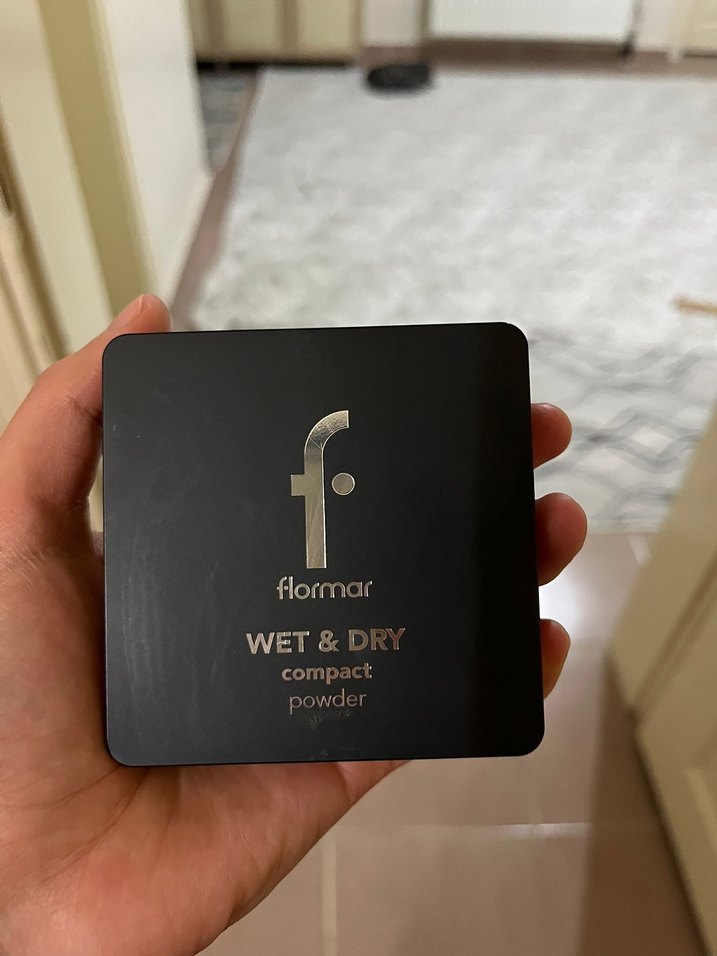 flormar
WET & DRY
compact
powder